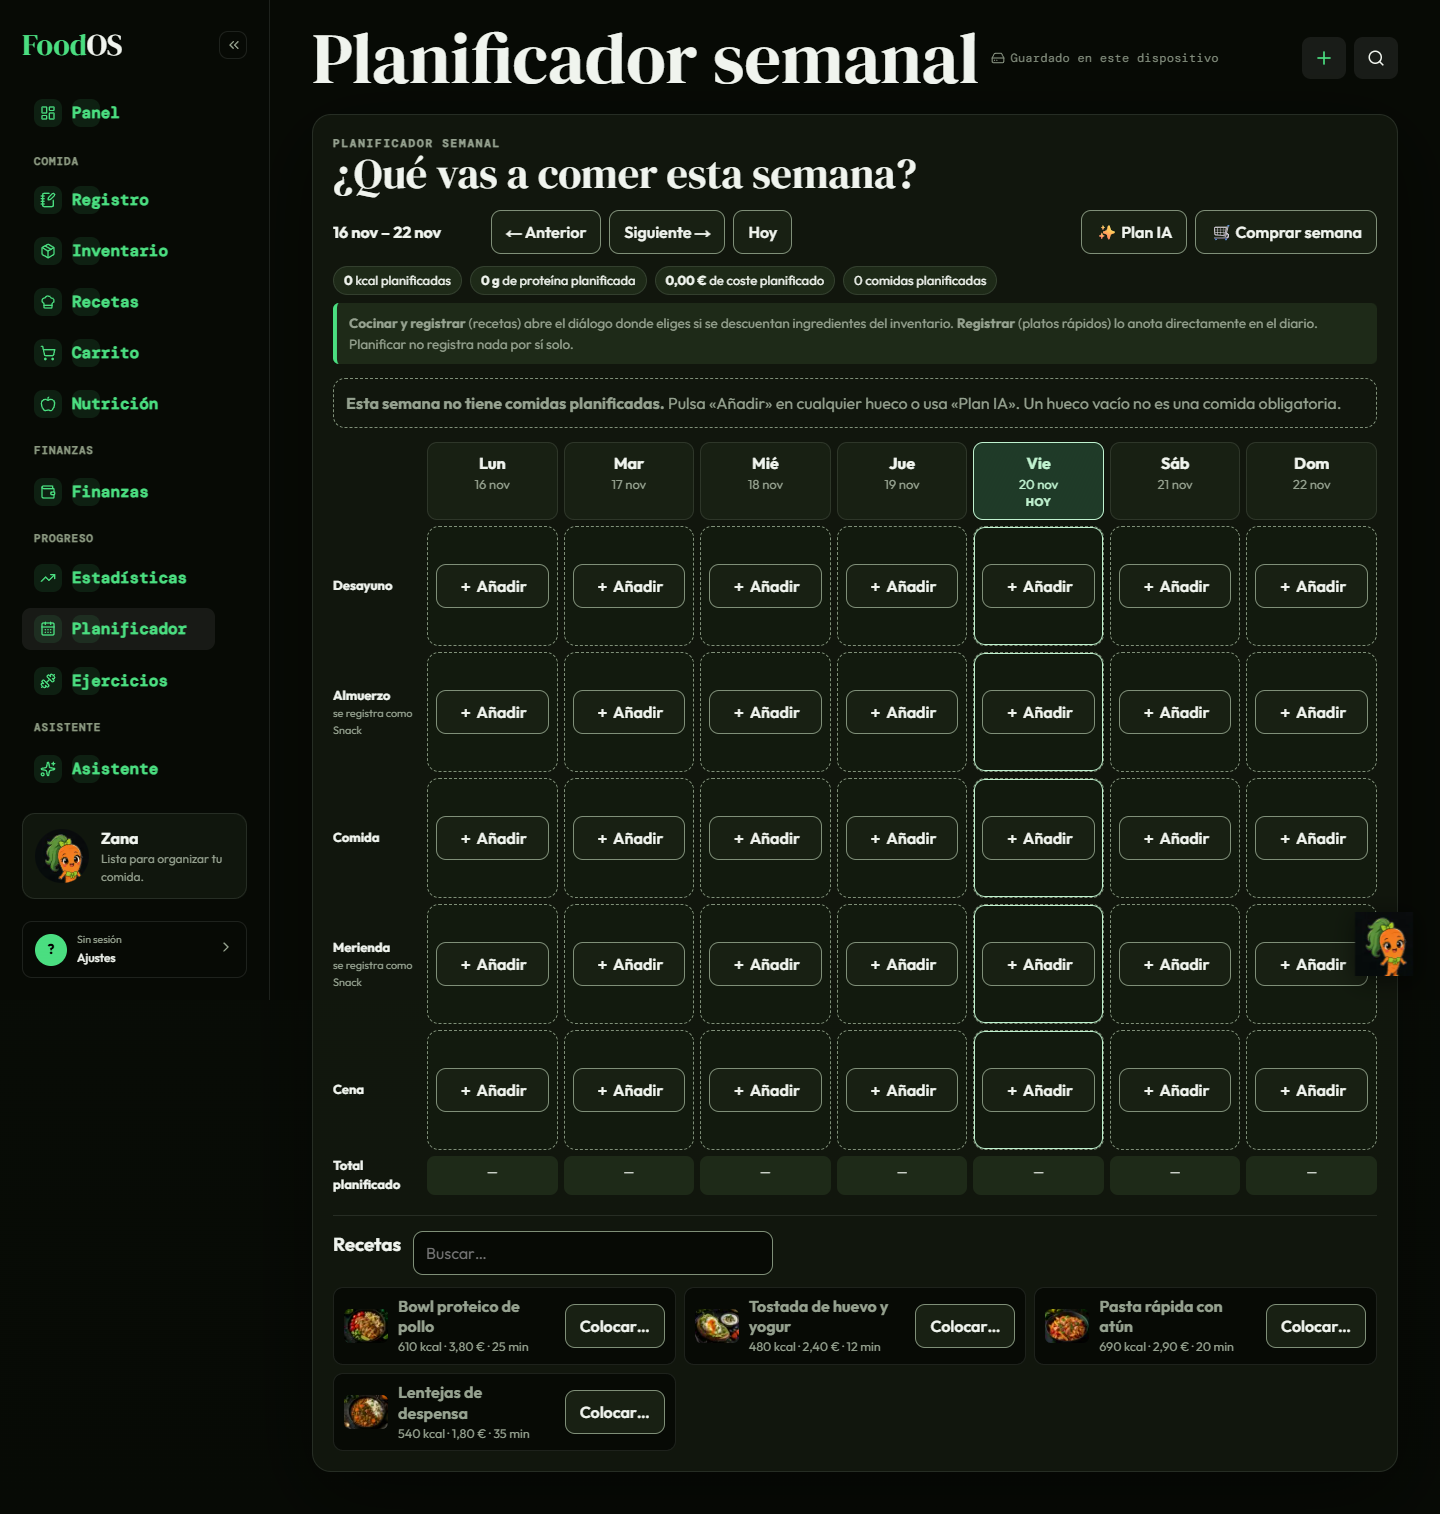 FoodOS
Panel
COMIDA
Registro
Inventario
Recetas
Carrito
Nutrición
FINANZAS
Finanzas
PROGRESO
Estadísticas
Planificador
Ejercicios
ASISTENTE
Asistente
Zana
Lista para organizar tu
comida.
?
Sin sesión
Ajustes
Planificador semanal
Guardado en este dispositivo
PLANIFICADOR SEMANAL
¿Qué vas a comer esta semana?
16 nov – 22 nov
← Anterior
Siguiente →
Hoy
✨ Plan IA
🛒 Comprar semana
0 kcal planificadas
0 g de proteína planificada
0,00 € de coste planificado
0 comidas planificadas
Cocinar y registrar (recetas) abre el diálogo donde eliges si se descuentan ingredientes del inventario. Registrar (platos rápidos) lo anota directamente en el diario.
Planificar no registra nada por sí solo.
Esta semana no tiene comidas planificadas. Pulsa «Añadir» en cualquier hueco o usa «Plan IA». Un hueco vacío no es una comida obligatoria.
Lun
16 nov
Mar
17 nov
Mié
18 nov
Jue
19 nov
Vie
20 nov
HOY
Sáb
21 nov
Dom
22 nov
Desayuno
+ Añadir
+ Añadir
+ Añadir
+ Añadir
+ Añadir
+ Añadir
+ Añadir
Almuerzo
se registra como
Snack
+ Añadir
+ Añadir
+ Añadir
+ Añadir
+ Añadir
+ Añadir
+ Añadir
Comida
+ Añadir
+ Añadir
+ Añadir
+ Añadir
+ Añadir
+ Añadir
+ Añadir
Merienda
se registra como
Snack
+ Añadir
+ Añadir
+ Añadir
+ Añadir
+ Añadir
+ Añadir
+ Añadir
Cena
+ Añadir
+ Añadir
+ Añadir
+ Añadir
+ Añadir
+ Añadir
+ Añadir
Total
planificado
—
—
—
—
—
—
—
Recetas
Buscar...
Bowl proteico de
pollo
610 kcal · 3,80 € · 25 min
Colocar...
Tostada de huevo y
yogur
480 kcal · 2,40 € · 12 min
Colocar...
Pasta rápida con
atún
690 kcal · 2,90 € · 20 min
Colocar...
Lentejas de
despensa
540 kcal · 1,80 € · 35 min
Colocar...